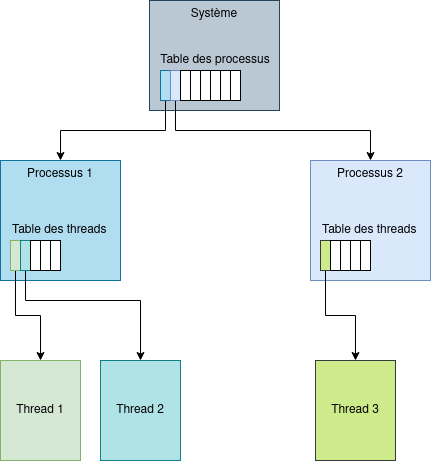 Système
Table des processus
Processus 1
Processus 2
Table des threads
Table des threads
Thread 1
Thread 2
Thread 3